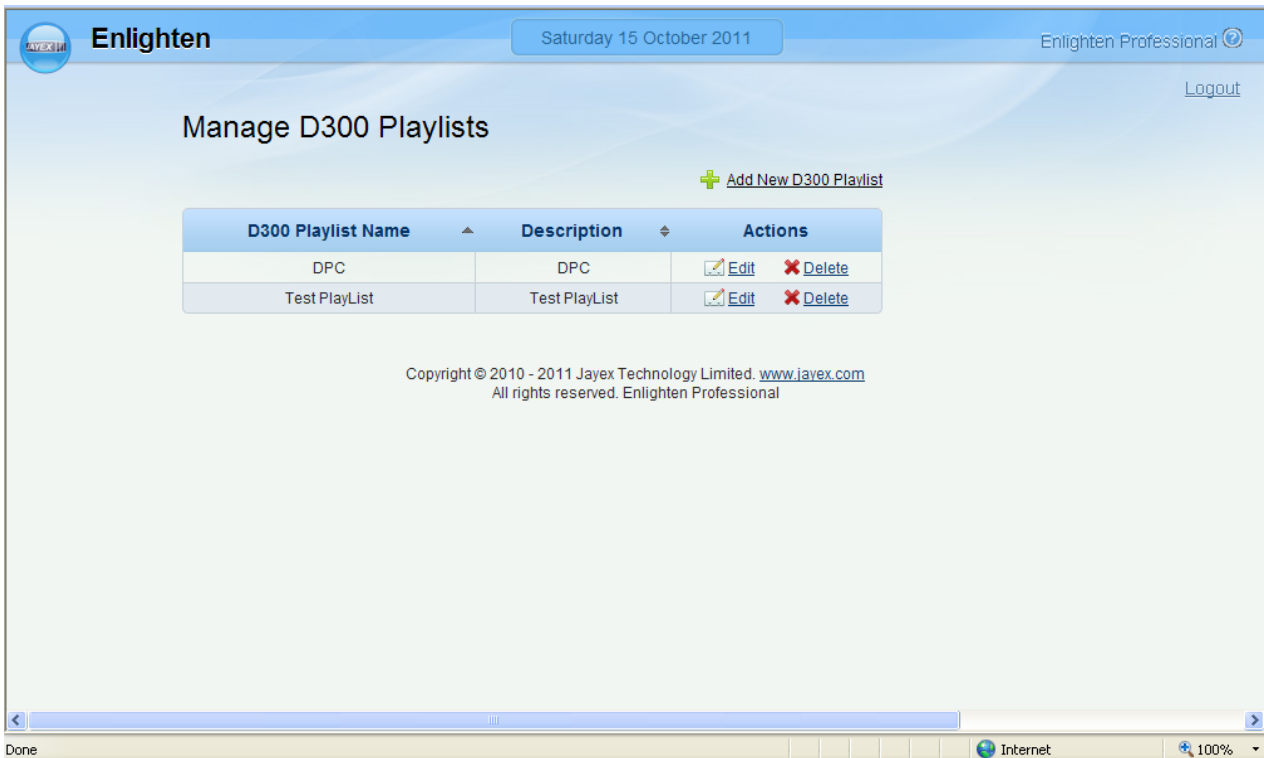 JAYEX
Enlighten
Saturday 15 October 2011
Enlighten Professional ?
Logout
Manage D300 Playlists
Add New D300 Playlist
D300 Playlist Name Description Actions
DPC DPC Edit Delete
Test PlayList Test PlayList Edit Delete
Copyright © 2010 - 2011 Jayex Technology Limited. www.jayex.com
All rights reserved. Enlighten Professional
Done Internet 100%